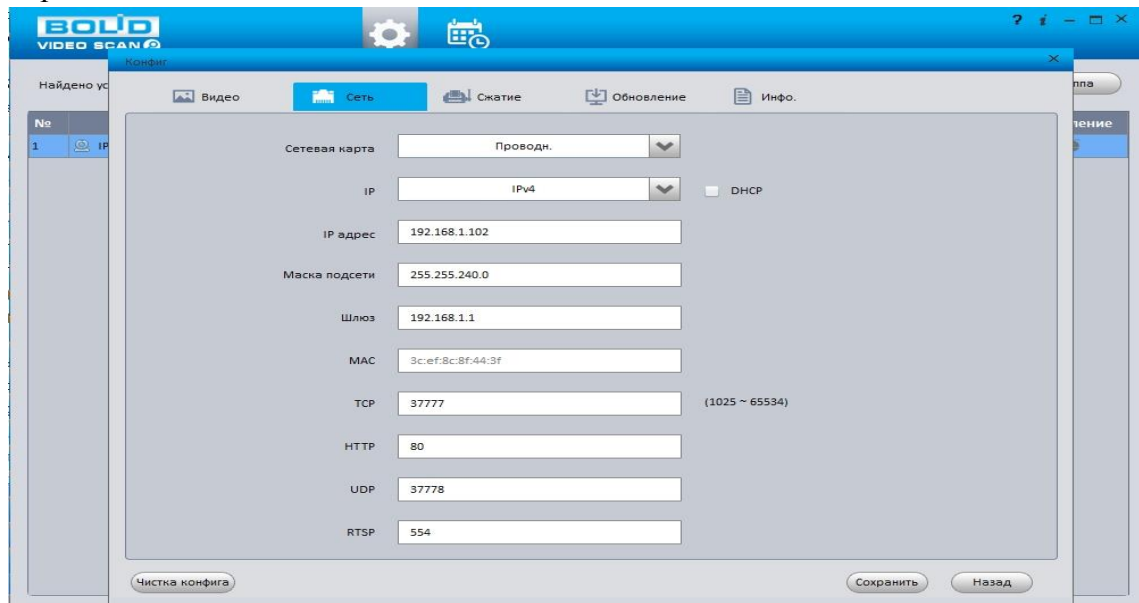 BOLID
VIDEO SCAN
? i
Конфиг
Найдено ус
ппа
Видео Сеть Сжатие Обновление Инфо.
№ ление
1 IP
Сетевая карта Проводн.
IP IPv4 DHCP
IP адрес 192.168.1.102
Маска подсети 255.255.240.0
Шлюз 192.168.1.1
MAC 3c:ef:8c:8f:44:3f
TCP 37777 (1025 ~ 65534)
HTTP 80
UDP 37778
RTSP 554
Чистка конфига Сохранить Назад